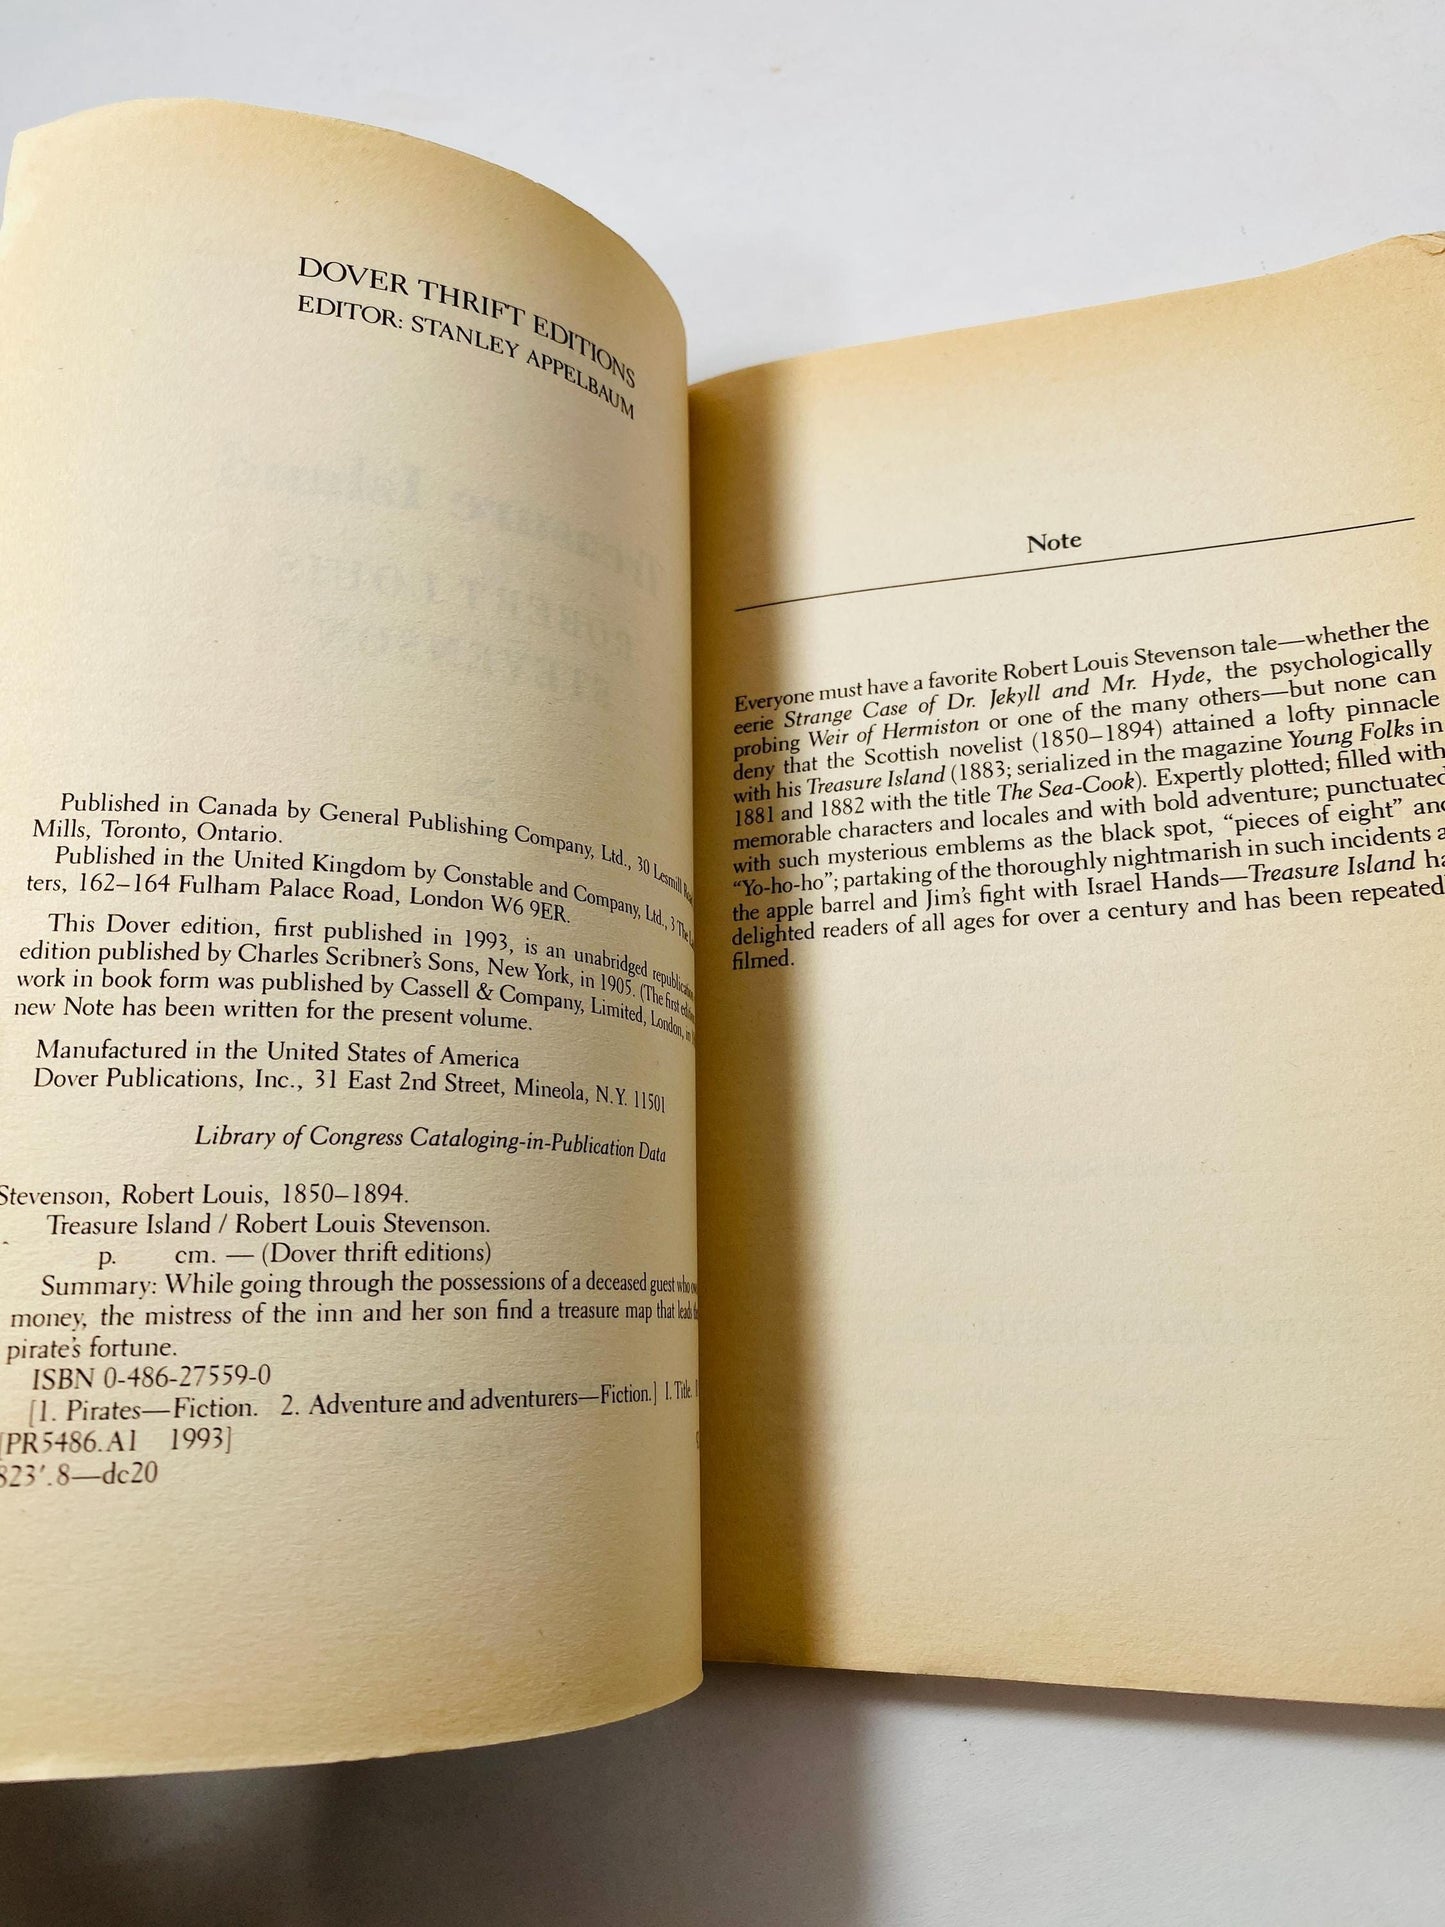 DOVER THRIFT EDITIONS
EDITOR: STANLEY APPELBAUM
Published in Canada by General Publishing Company, Ltd., 30 Lesmill
Mills, Toronto, Ontario.
Published in the United Kingdom by Constable and Company, Ltd., 3 The
ters, 162–164 Fulham Palace Road, London W6 9ER.
This Dover edition, first published in 1993, is an unabridged republication
edition published by Charles Scribner's Sons, New York, in 1905. (The first edition
work in book form was published by Cassell & Company, Limited, London, in
new Note has been written for the present volume.
Manufactured in the United States of America
Dover Publications, Inc., 31 East 2nd Street, Mineola, N.Y. 11501
Library of Congress Cataloging-in-Publication Data
Stevenson, Robert Louis, 1850–1894.
Treasure Island / Robert Louis Stevenson.
p. cm. — (Dover thrift editions)
Summary: While going through the possessions of a deceased guest who
money, the mistress of the inn and her son find a treasure map that leads
pirate's fortune.
ISBN 0-486-27559-0
[1. Pirates—Fiction. 2. Adventure and adventurers—Fiction.] I. Title.
[PR5486.A1 1993]
823′.8—dc20
Note
Everyone must have a favorite Robert Louis Stevenson tale—whether the
eerie Strange Case of Dr. Jekyll and Mr. Hyde, the psychologically
probing Weir of Hermiston or one of the many others—but none can
deny that the Scottish novelist (1850–1894) attained a lofty pinnacle
with his Treasure Island (1883; serialized in the magazine Young Folks in
1881 and 1882 with the title The Sea-Cook). Expertly plotted; filled with
memorable characters and locales and with bold adventure; punctuated
with such mysterious emblems as the black spot, “pieces of eight” and
“Yo-ho-ho”; partaking of the thoroughly nightmarish in such incidents a
the apple barrel and Jim's fight with Israel Hands—Treasure Island ha
delighted readers of all ages for over a century and has been repeated
filmed.